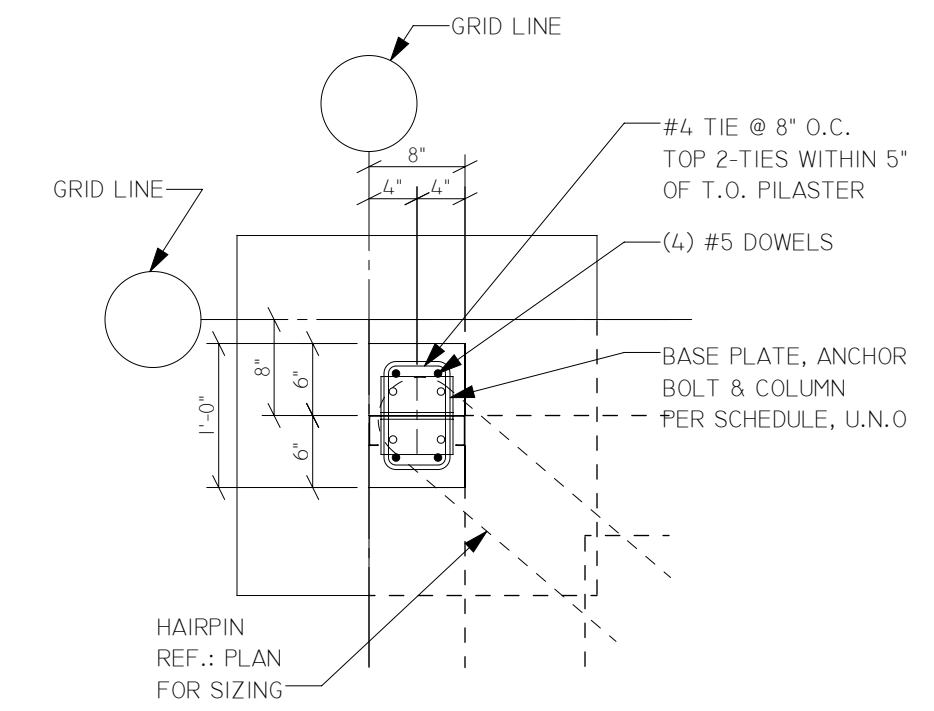 GRID LINE
8"
4"
4"
#4 TIE @ 8" O.C.
TOP 2-TIES WITHIN 5"
OF T.O. PILASTER
GRID LINE
(4) #5 DOWELS
8"
6"
1'-0"
6"
BASE PLATE, ANCHOR
BOLT & COLUMN
PER SCHEDULE, U.N.O
HAIRPIN
REF.: PLAN
FOR SIZING